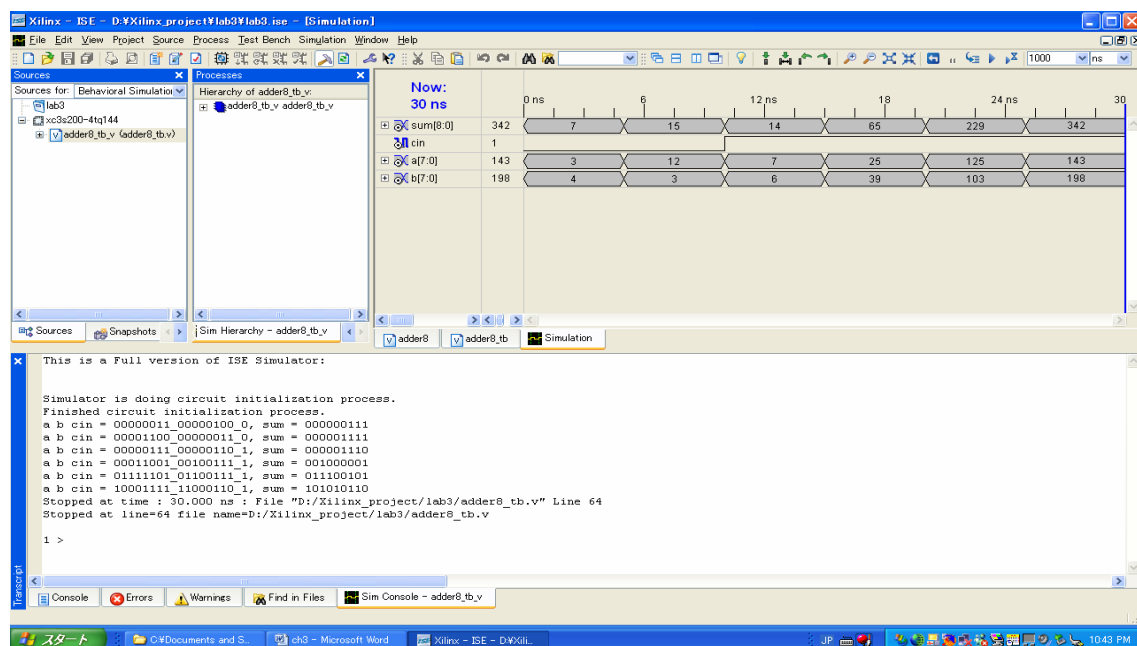 Xilinx - ISE - D:¥Xilinx_project¥lab3¥lab3.ise - [Simulation]
File Edit View Project Source Process Test Bench Simulation Window Help
1000 ns
Sources
Sources for: Behavioral Simulation
lab3
xc3s200-4tq144
adder8_tb_v (adder8_tb.v)
Sources Snapshots
Processes
Hierarchy of adder8_tb_v:
adder8_tb_v adder8_tb_v
Sim Hierarchy - adder8_tb_v
Now:
30 ns
0 ns 6 12 ns 18 24 ns 30
sum[8:0] 342 7 15 14 65 229 342
cin 1
a[7:0] 143 3 12 7 25 125 143
b[7:0] 198 4 3 6 39 103 198
adder8 adder8_tb Simulation
This is a Full version of ISE Simulator:
Simulator is doing circuit initialization process.
Finished circuit initialization process.
a b cin = 00000011_00000100_0, sum = 000000111
a b cin = 00001100_00000011_0, sum = 000001111
a b cin = 00000111_00000110_1, sum = 000001110
a b cin = 00011001_00100111_1, sum = 001000001
a b cin = 01111101_01100111_1, sum = 011100101
a b cin = 10001111_11000110_1, sum = 101010110
Stopped at time : 30.000 ns : File "D:/Xilinx_project/lab3/adder8_tb.v" Line 64
Stopped at line=64 file name=D:/Xilinx_project/lab3/adder8_tb.v
1 >
Transcript
Console Errors Warnings Find in Files Sim Console - adder8_tb_v
スタート C:¥Documents and S... ch3 - Microsoft Word Xilinx - ISE - D:¥Xili... JP 10:43 PM